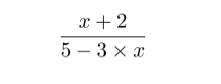 x + 2
5 − 3 × x